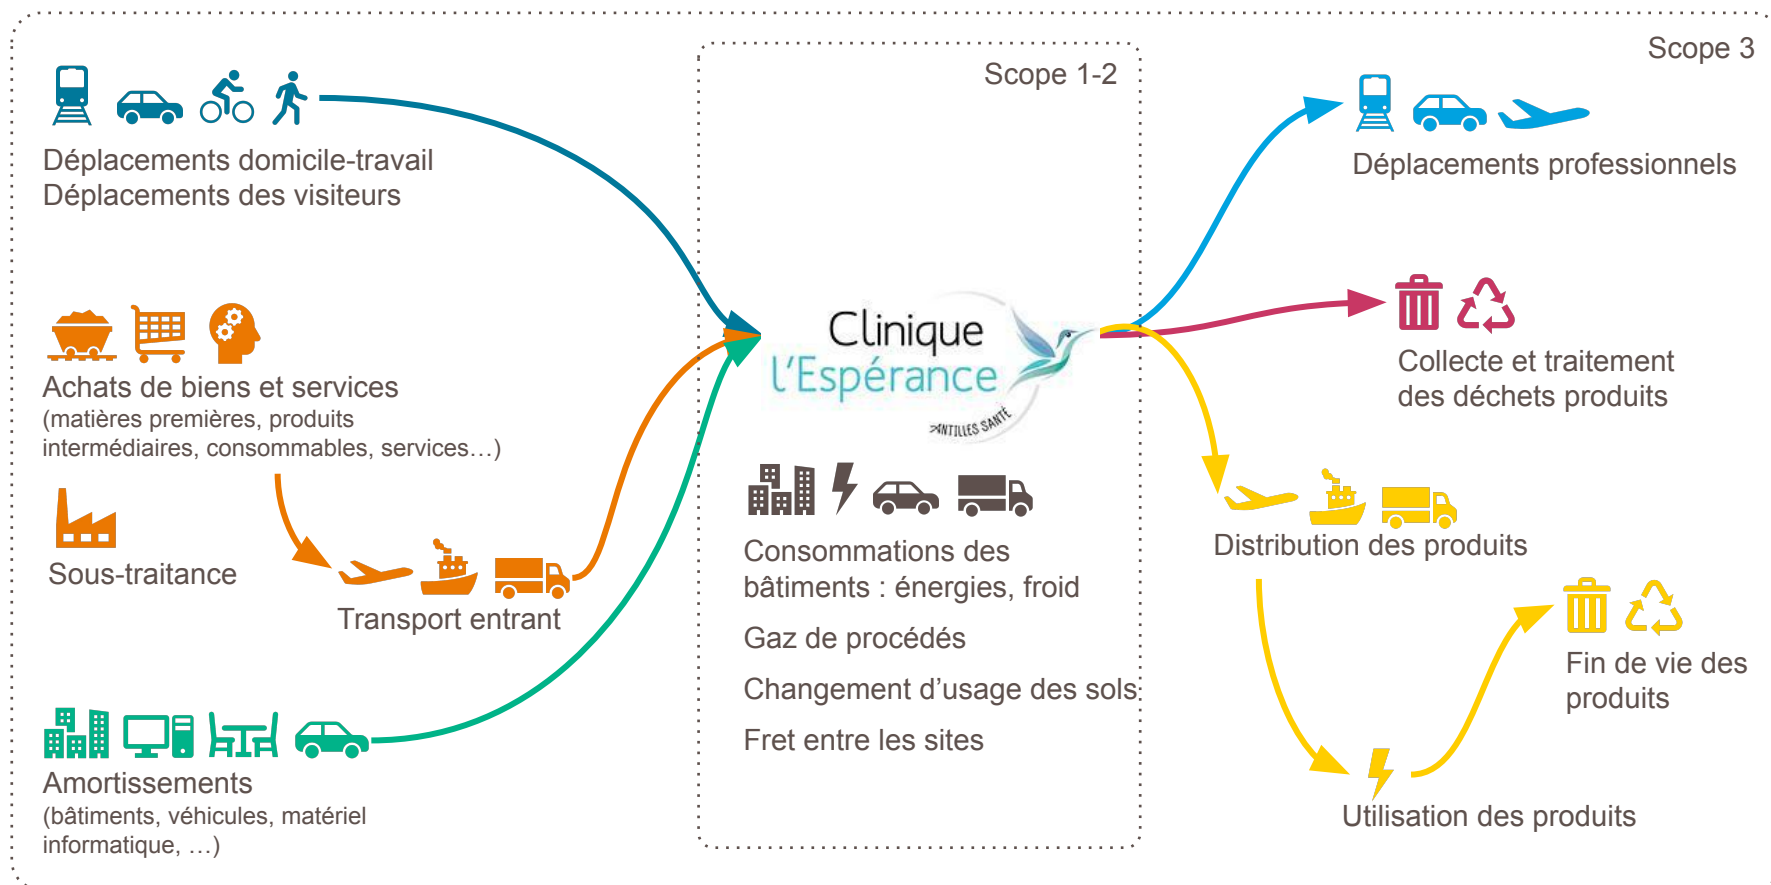 Scope 3
Scope 1-2
Déplacements domicile-travail
Déplacements des visiteurs
Déplacements professionnels
Clinique
l'Espérance
ANTILLES SANTÉ
Achats de biens et services
(matières premières, produits
intermédiaires, consommables, services…)
Collecte et traitement
des déchets produits
Sous-traitance
Transport entrant
Consommations des
bâtiments : énergies, froid
Gaz de procédés
Changement d’usage des sols
Fret entre les sites
Distribution des produits
Fin de vie des
produits
Utilisation des produits
Amortissements
(bâtiments, véhicules, matériel
informatique, …)